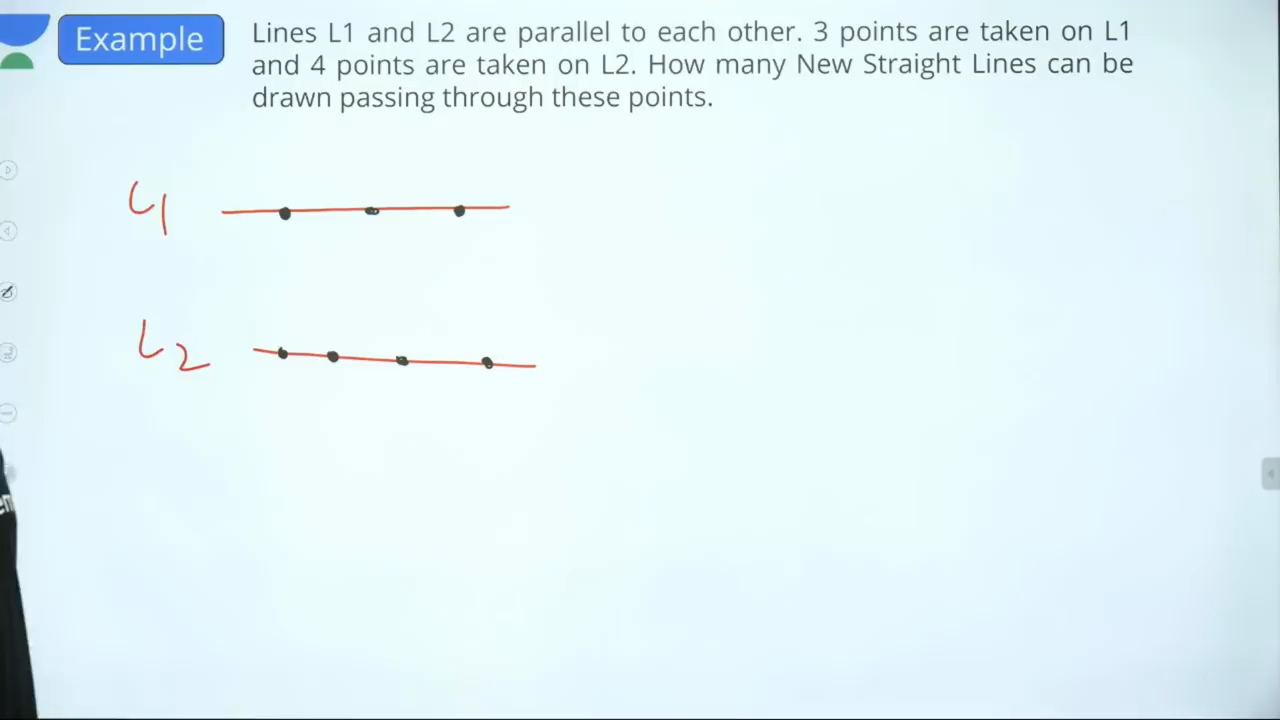 Example
Lines L1 and L2 are parallel to each other. 3 points are taken on L1
and 4 points are taken on L2. How many New Straight Lines can be
drawn passing through these points.
L1
L2